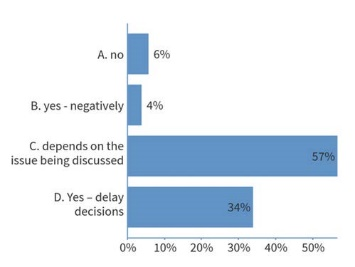 A. no
6%
B. yes - negatively
4%
C. depends on the
issue being discussed
57%
D. Yes – delay
decisions
34%
0% 10% 20% 30% 40% 50%